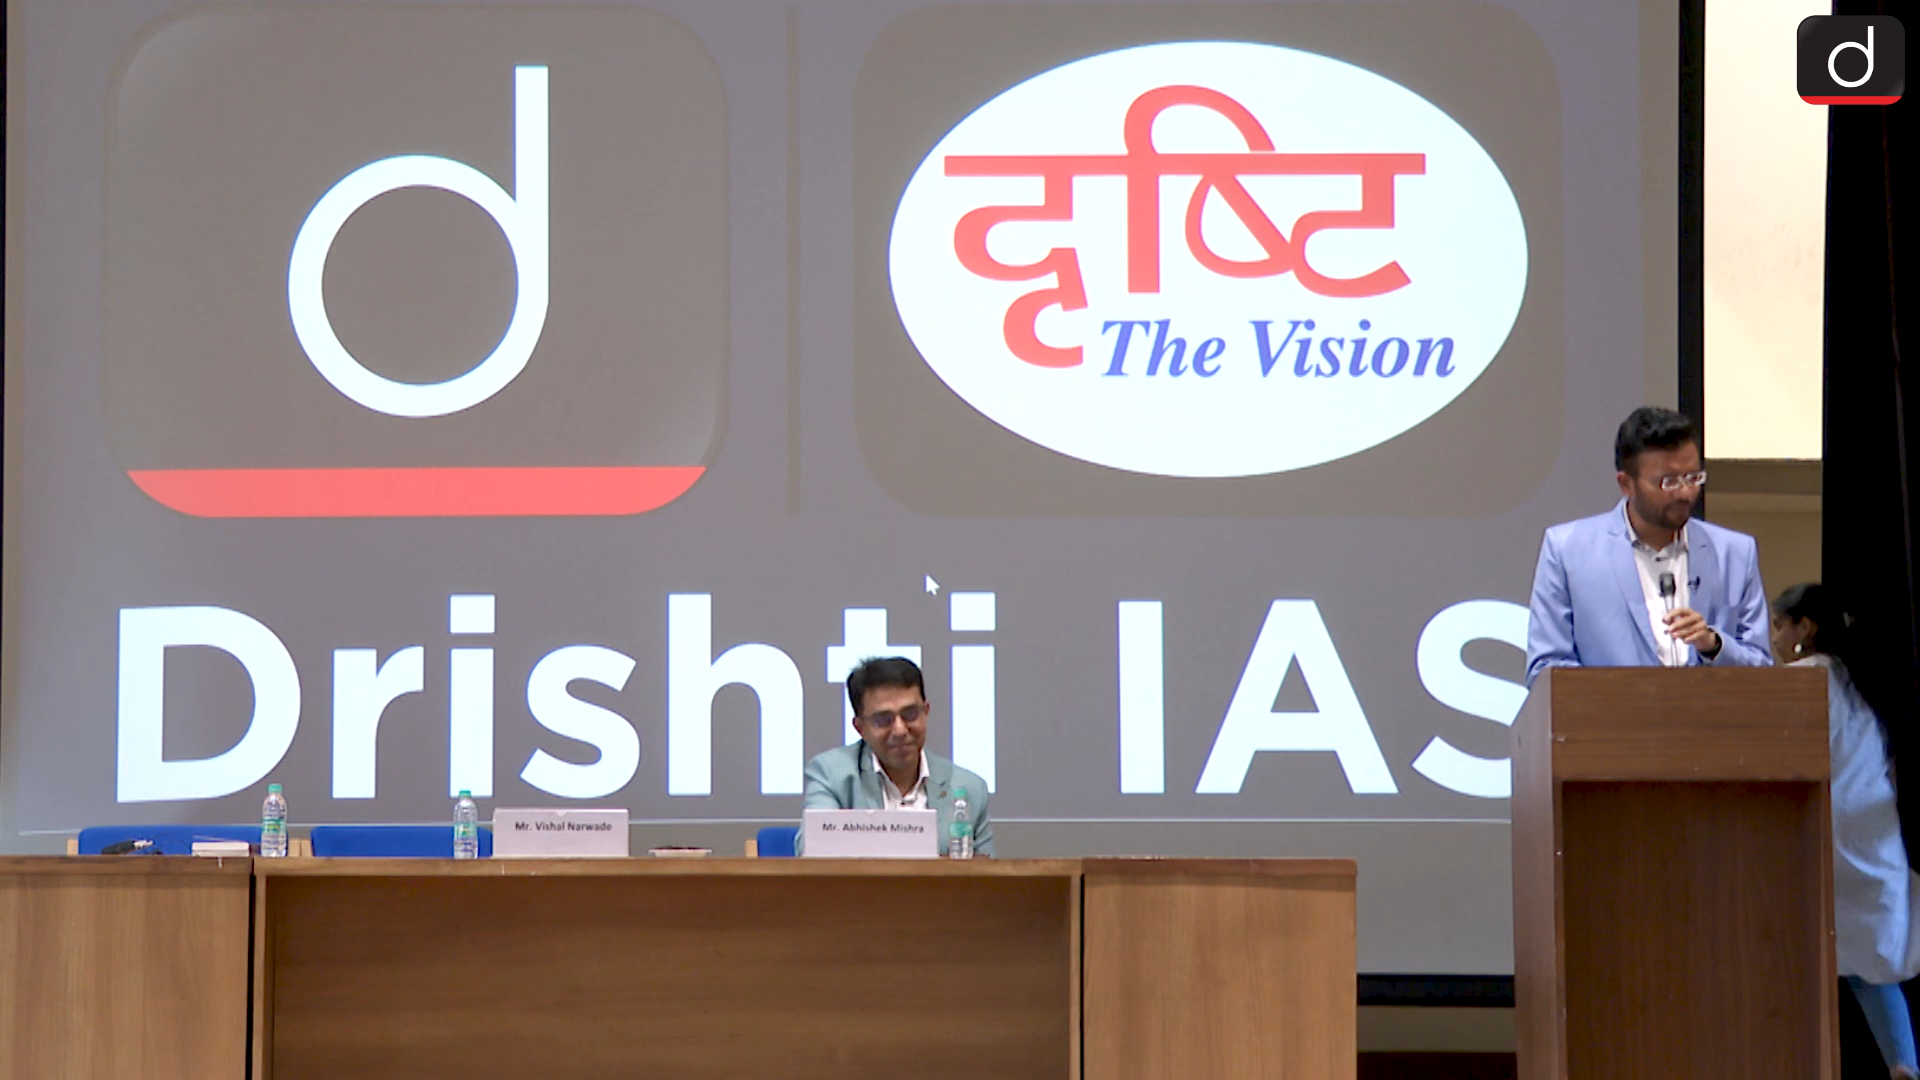 d
d
दृष्टि
The Vision
Drishti IAS
Mr. Vishal Narwade
Mr. Abhishek Mishra